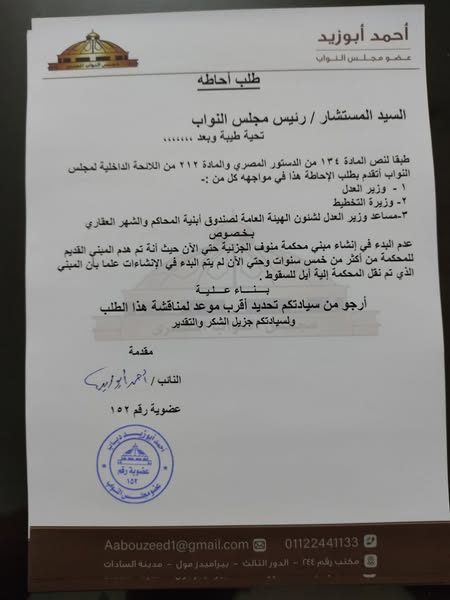 أحمد أبوزيد
عضو مجلس النواب
طلب أحاطه
السيد المستشار / رئيس مجلس النواب
تحية طيبة وبعد ،،،،،،،
طبقا لنص المادة ١٣٤ من الدستور المصري والمادة ٢١٢ من اللائحة الداخلية لمجلس
النواب أتقدم بطلب الإحاطة هذا في مواجهه كل من :-
١ - وزير العدل
٢- وزيرة التخطيط
٣-مساعد وزير العدل لشئون الهيئة العامة لصندوق أبنية المحاكم والشهر العقاري
بخصوص
عدم البدء في إنشاء مبني محكمة منوف الجزئية حتي الأن حيث أنة تم هدم المبني القديم
للمحكمة من أكثر من خمس سنوات وحتي الأن لم يتم البدء في الإنشاءات علما بأن المبني
الذي تم نقل المحكمة إلية أيل للسقوط .
بناء علية
أرجو من سيادتكم تحديد أقرب موعد لمناقشة هذا الطلب
ولسيادتكم جزيل الشكر والتقدير
مقدمة
النائب / احمد أبو زيد
عضوية رقم ١٥٢
أحمد أبوزيد دياب
عضوية رقم
١٥٢
عضو مجلس النواب
Aabouzeed1@gmail.com 01122441133
مكتب رقم ٢٤٤ - الدور الثالث - بيراميدز مول - مدينة السادات